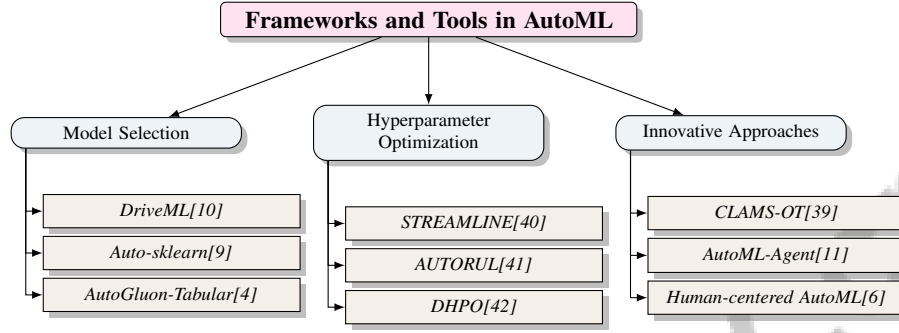 Frameworks and Tools in AutoML
Model Selection
DriveML[10]
Auto-sklearn[9]
AutoGluon-Tabular[4]
Hyperparameter
Optimization
STREAMLINE[40]
AUTORUL[41]
DHPO[42]
Innovative Approaches
CLAMS-OT[39]
AutoML-Agent[11]
Human-centered AutoML[6]